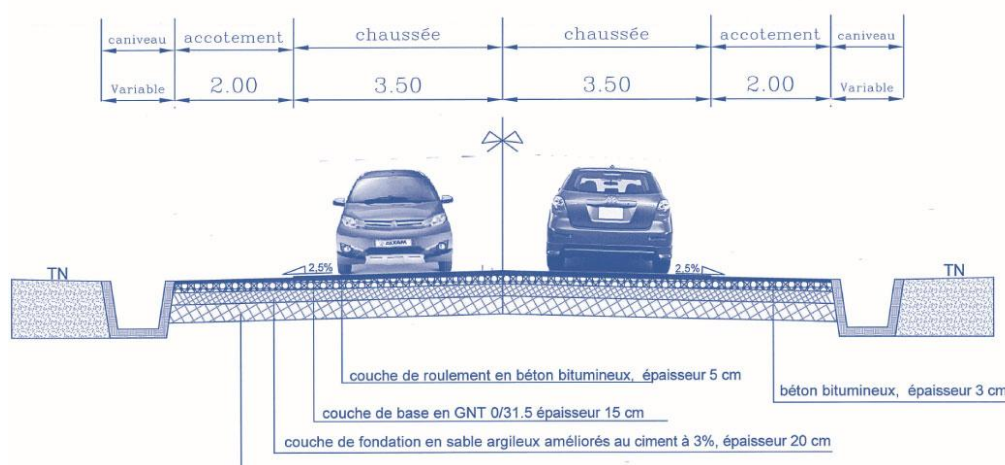 caniveau accotement chaussée chaussée accotement caniveau
Variable 2.00 3.50 3.50 2.00 Variable
TN 2,5% 2,5% TN
couche de roulement en béton bitumineux, épaisseur 5 cm
béton bitumineux, épaisseur 3 cm
couche de base en GNT 0/31.5 épaisseur 15 cm
couche de fondation en sable argileux améliorés au ciment à 3%, épaisseur 20 cm